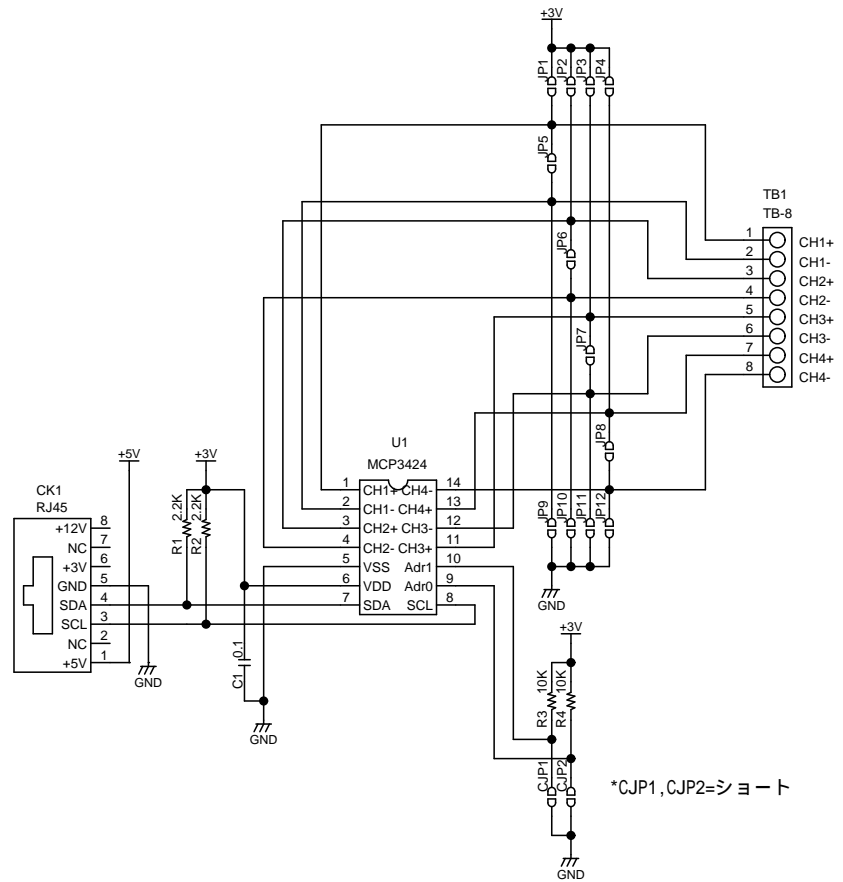 +3V
JP1
JP2
JP3
JP4
JP5
TB1
TB-8
1 CH1+
2 CH1-
3 CH2+
4 CH2-
5 CH3+
6 CH3-
7 CH4+
8 CH4-
JP6
JP7
JP8
U1
MCP3424
1 CH1+ CH4- 14
2 CH1- CH4+ 13
3 CH2+ CH3- 12
4 CH2- CH3+ 11
5 VSS Adr1 10
6 VDD Adr0 9
7 SDA SCL 8
JP9
JP10
JP11
JP12
GND
+5V
+3V
CK1
RJ45
+12V 8
NC 7
+3V 6
GND 5
SDA 4
SCL 3
NC 2
+5V 1
R1 2.2K
R2 2.2K
C1 0.1
GND
GND
+3V
R3 10K
R4 10K
CJP1
CJP2
*CJP1,CJP2=ショート
GND